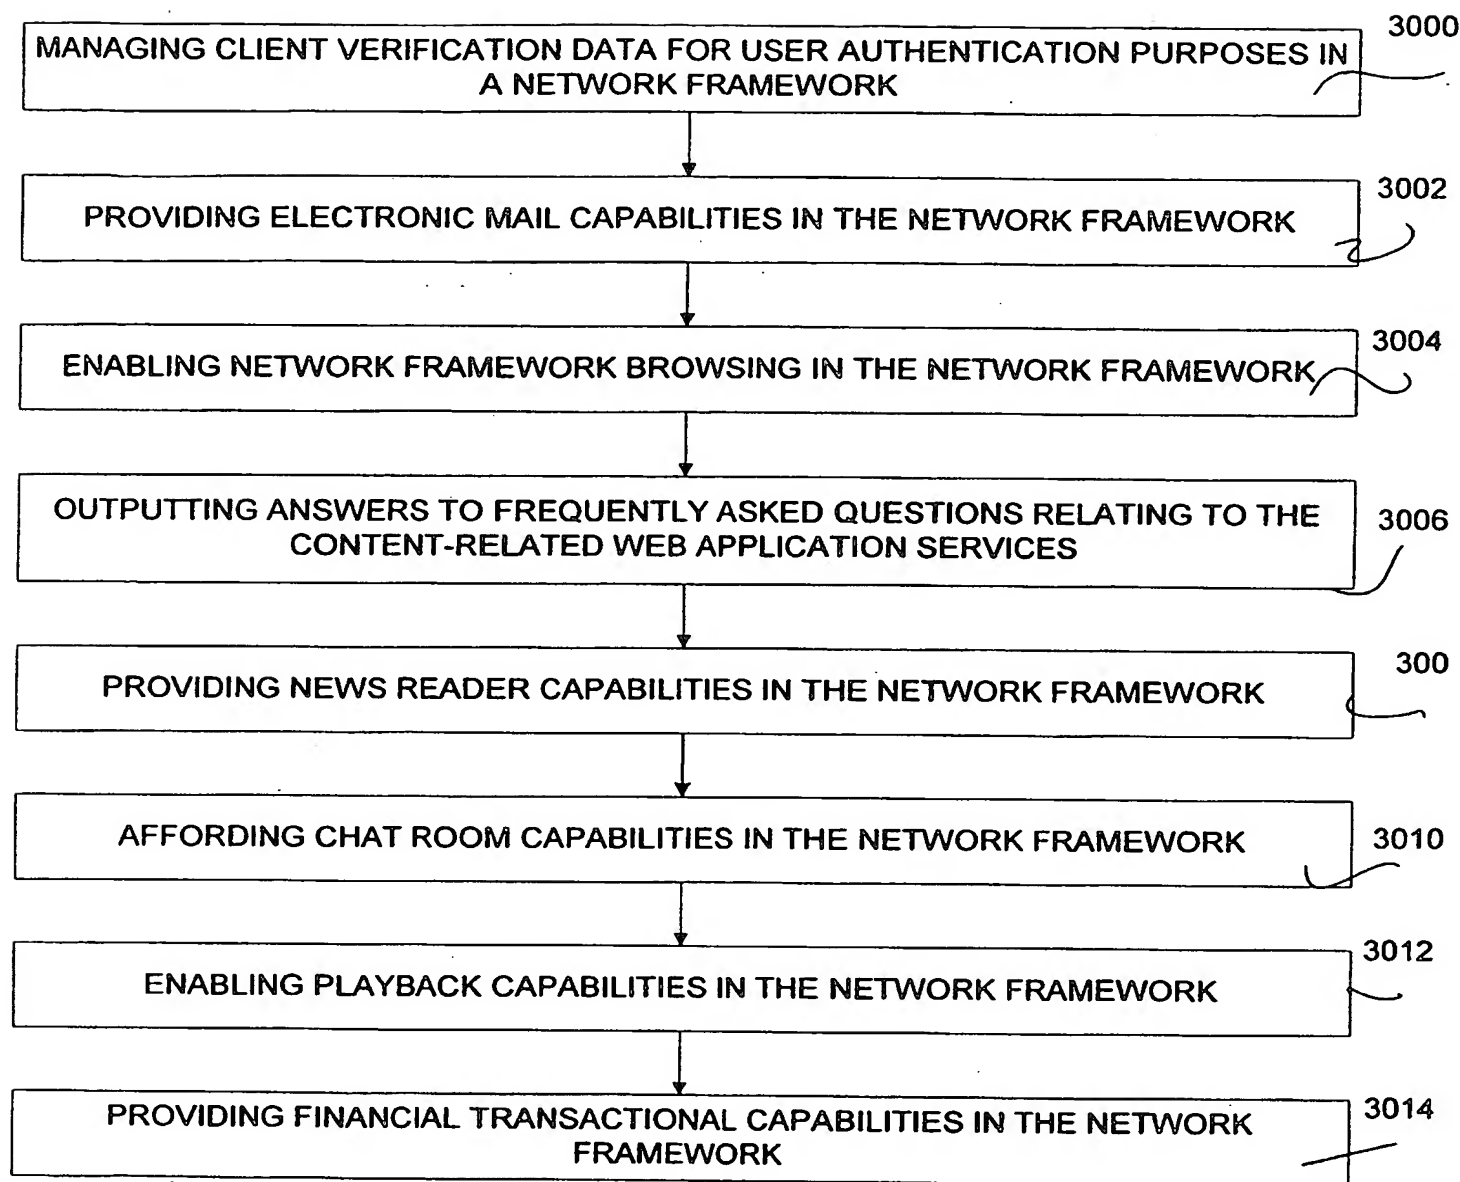 3000
MANAGING CLIENT VERIFICATION DATA FOR USER AUTHENTICATION PURPOSES IN
A NETWORK FRAMEWORK
3002
PROVIDING ELECTRONIC MAIL CAPABILITIES IN THE NETWORK FRAMEWORK
3004
ENABLING NETWORK FRAMEWORK BROWSING IN THE NETWORK FRAMEWORK
OUTPUTTING ANSWERS TO FREQUENTLY ASKED QUESTIONS RELATING TO THE
3006
CONTENT-RELATED WEB APPLICATION SERVICES
300
PROVIDING NEWS READER CAPABILITIES IN THE NETWORK FRAMEWORK
AFFORDING CHAT ROOM CAPABILITIES IN THE NETWORK FRAMEWORK
3010
3012
ENABLING PLAYBACK CAPABILITIES IN THE NETWORK FRAMEWORK
3014
PROVIDING FINANCIAL TRANSACTIONAL CAPABILITIES IN THE NETWORK
FRAMEWORK